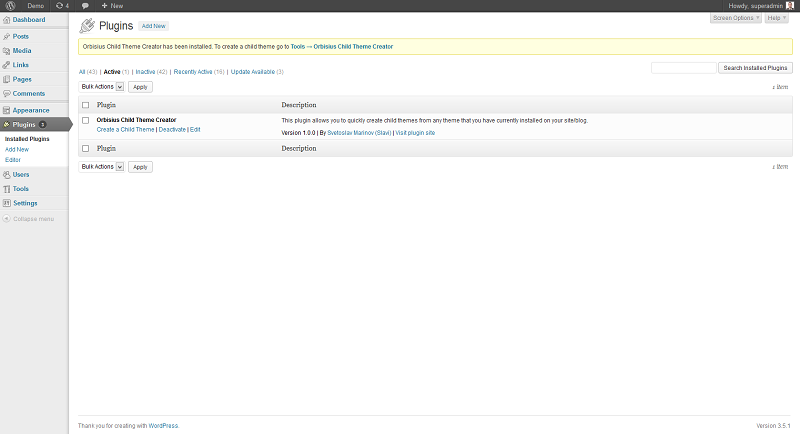 Demo 4 + New Howdy, superadmin
Screen Options Help
Dashboard
Posts
Media
Links
Pages
Comments
Appearance
Plugins 3
Installed Plugins
Add New
Editor
Users
Tools
Settings
Collapse menu
Plugins Add New
Orbisius Child Theme Creator has been installed. To create a child theme go to Tools → Orbisius Child Theme Creator
All (43) | Active (1) | Inactive (42) | Recently Active (16) | Update Available (3)
Search Installed Plugins
Bulk Actions Apply 1 item
Plugin Description
Orbisius Child Theme Creator This plugin allows you to quickly create child themes from any theme that you have currently installed on your site/blog.
Create a Child Theme | Deactivate | Edit Version 1.0.0 | By Svetoslav Marinov (Slavi) | Visit plugin site
Plugin Description
Bulk Actions Apply 1 item
Thank you for creating with WordPress. Version 3.5.1